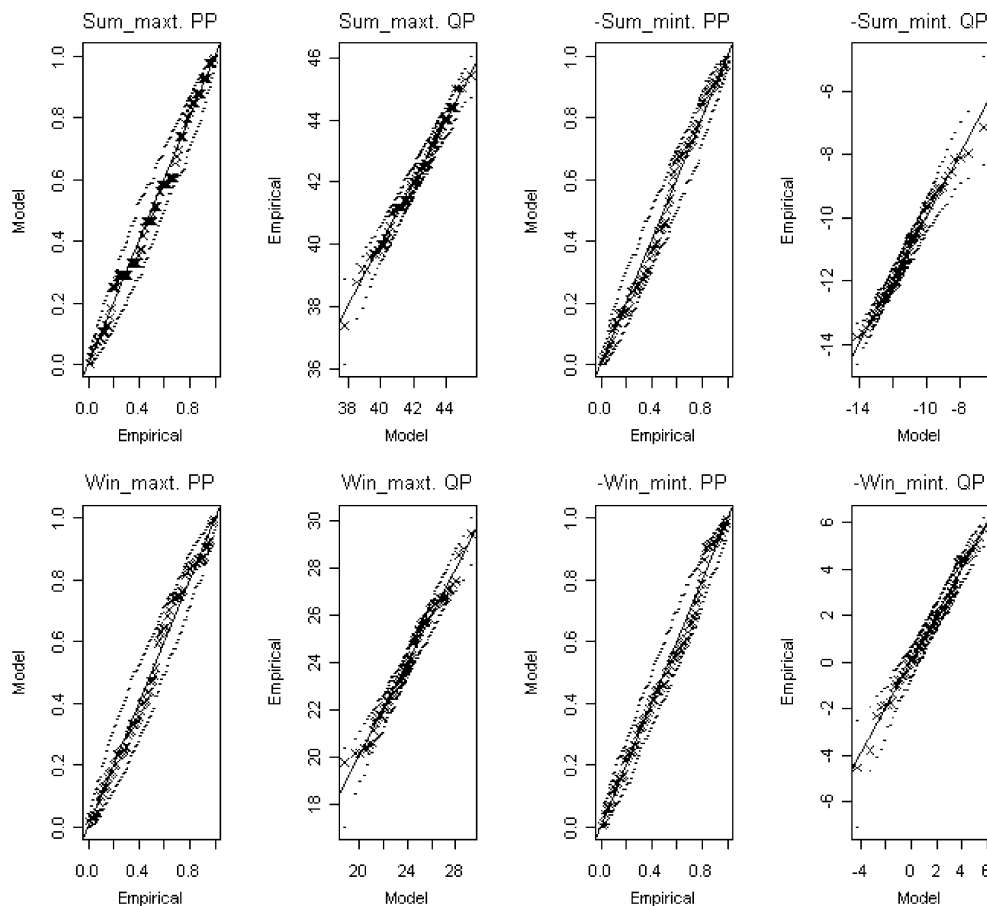 Sum_maxt. PP
Sum_maxt. QP
-Sum_mint. PP
-Sum_mint. QP
Model
1.0
0.8
0.6
0.4
0.2
0.0
0.0 0.4 0.8
Empirical
Empirical
46
44
42
40
38
36
38 40 42 44
Model
Model
1.0
0.8
0.6
0.4
0.2
0.0
0.0 0.4 0.8
Empirical
Empirical
-6
-8
-10
-12
-14
-14 -10 -8
Model
Win_maxt. PP
Win_maxt. QP
-Win_mint. PP
-Win_mint. QP
Model
1.0
0.8
0.6
0.4
0.2
0.0
0.0 0.4 0.8
Empirical
Empirical
30
28
26
24
22
20
18
20 24 28
Model
Model
1.0
0.8
0.6
0.4
0.2
0.0
0.0 0.4 0.8
Empirical
Empirical
6
4
2
0
-2
-4
-6
-4 0 2 4 6
Model